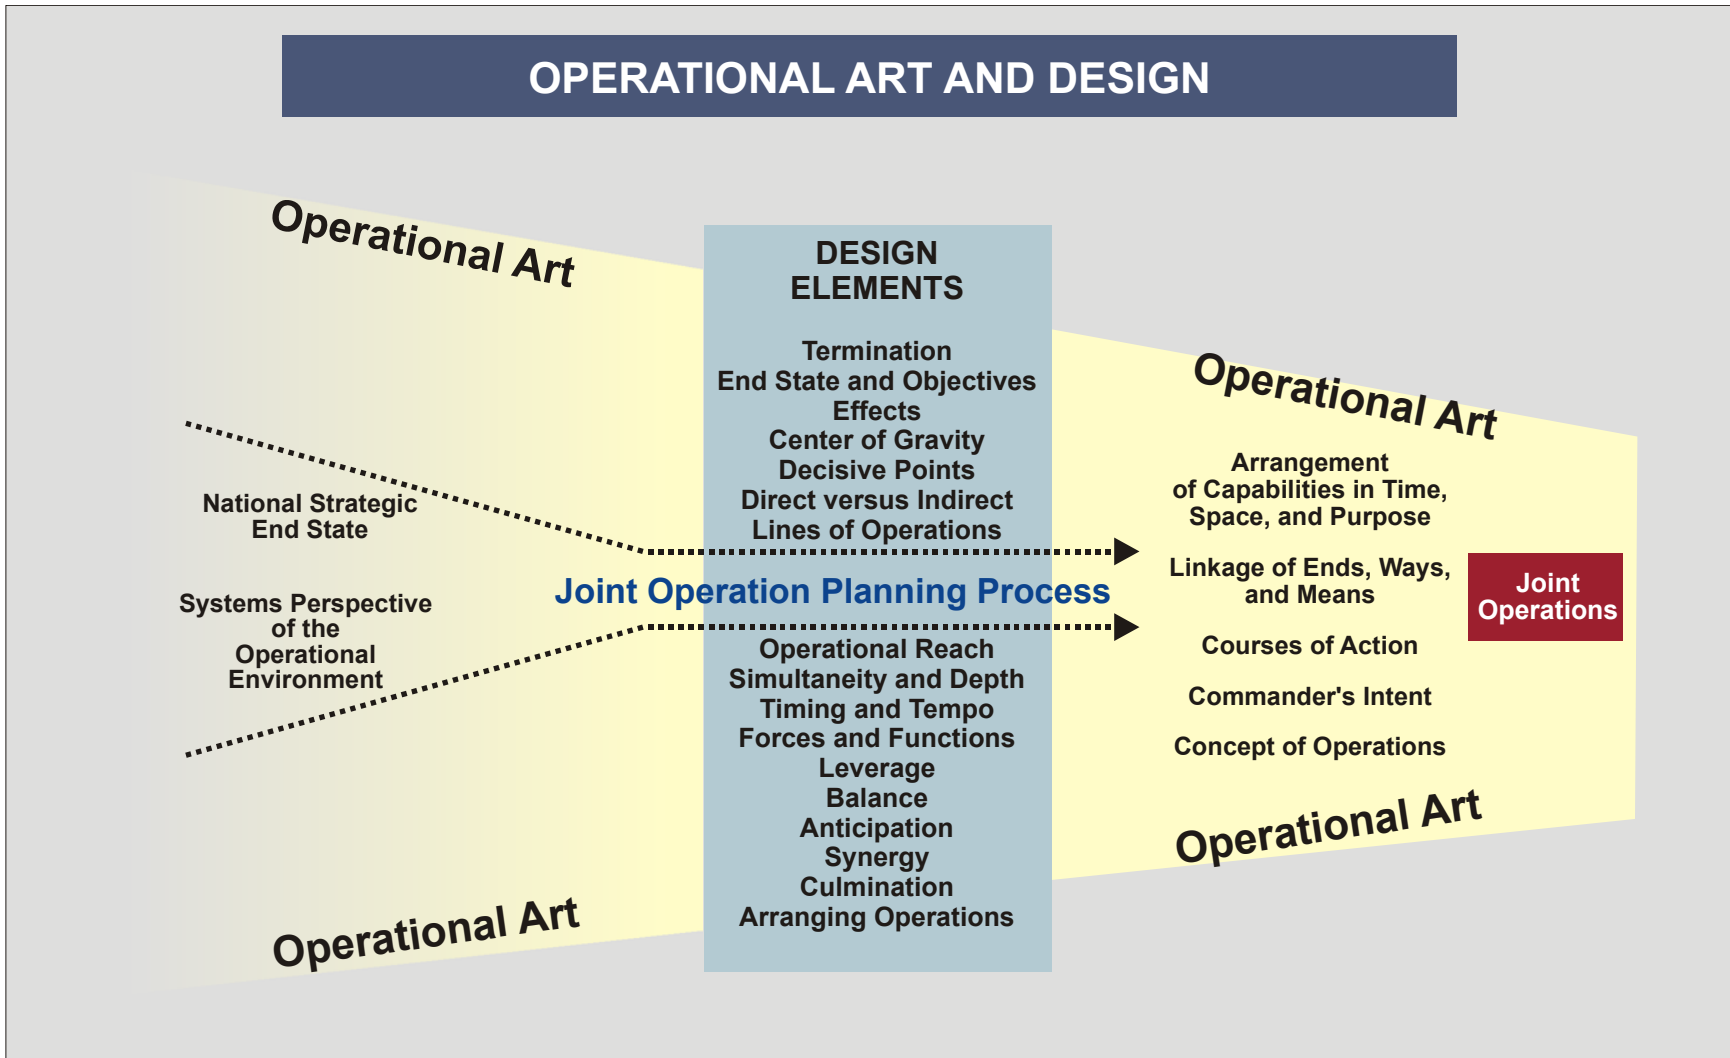 OPERATIONAL ART AND DESIGN
Operational Art
National Strategic
End State
Systems Perspective
of the
Operational
Environment
Operational Art
DESIGN
ELEMENTS
Termination
End State and Objectives
Effects
Center of Gravity
Decisive Points
Direct versus Indirect
Lines of Operations
Joint Operation Planning Process
Operational Reach
Simultaneity and Depth
Timing and Tempo
Forces and Functions
Leverage
Balance
Anticipation
Synergy
Culmination
Arranging Operations
Operational Art
Arrangement
of Capabilities in Time,
Space, and Purpose
Linkage of Ends, Ways,
and Means
Courses of Action
Commander's Intent
Concept of Operations
Operational Art
Joint
Operations